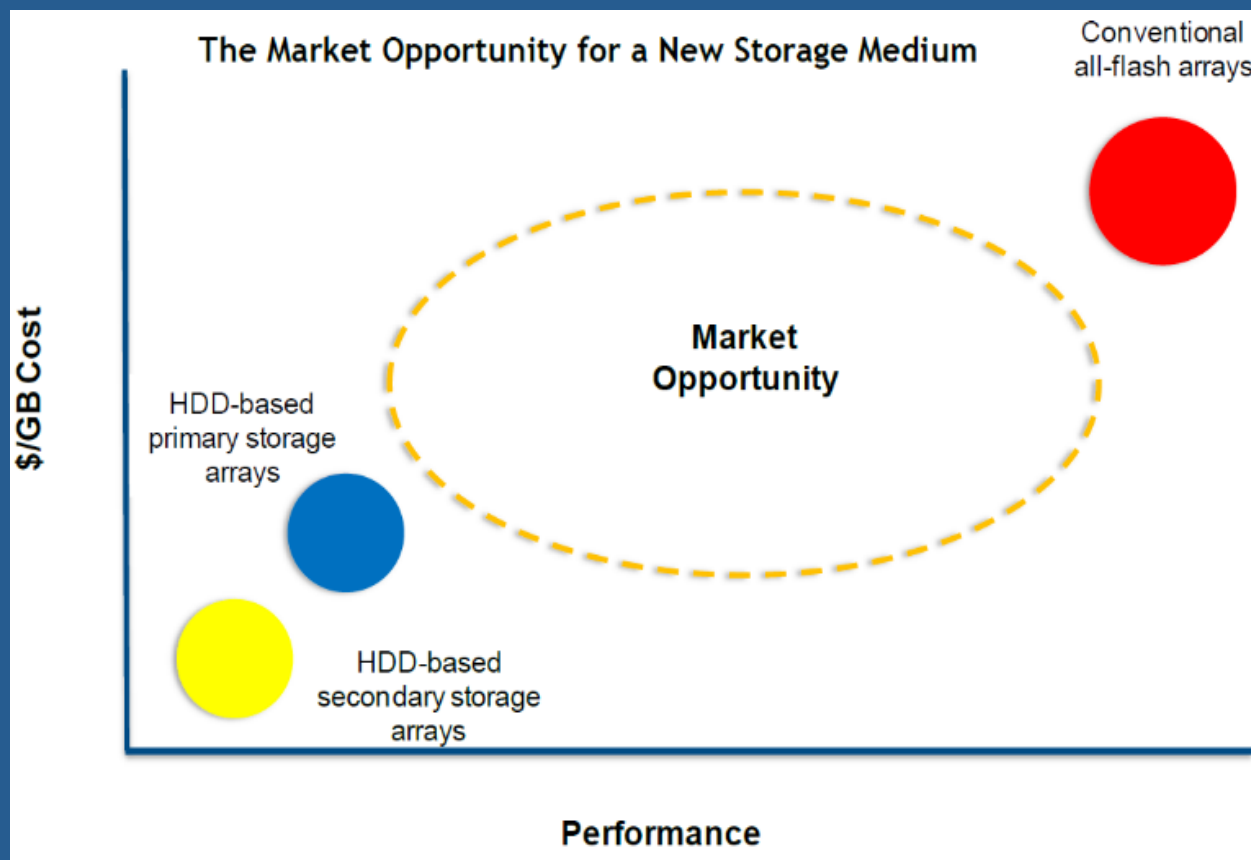 The Market Opportunity for a New Storage Medium
Conventional
all-flash arrays
Market
Opportunity
$/GB Cost
HDD-based
primary storage
arrays
HDD-based
secondary storage
arrays
Performance